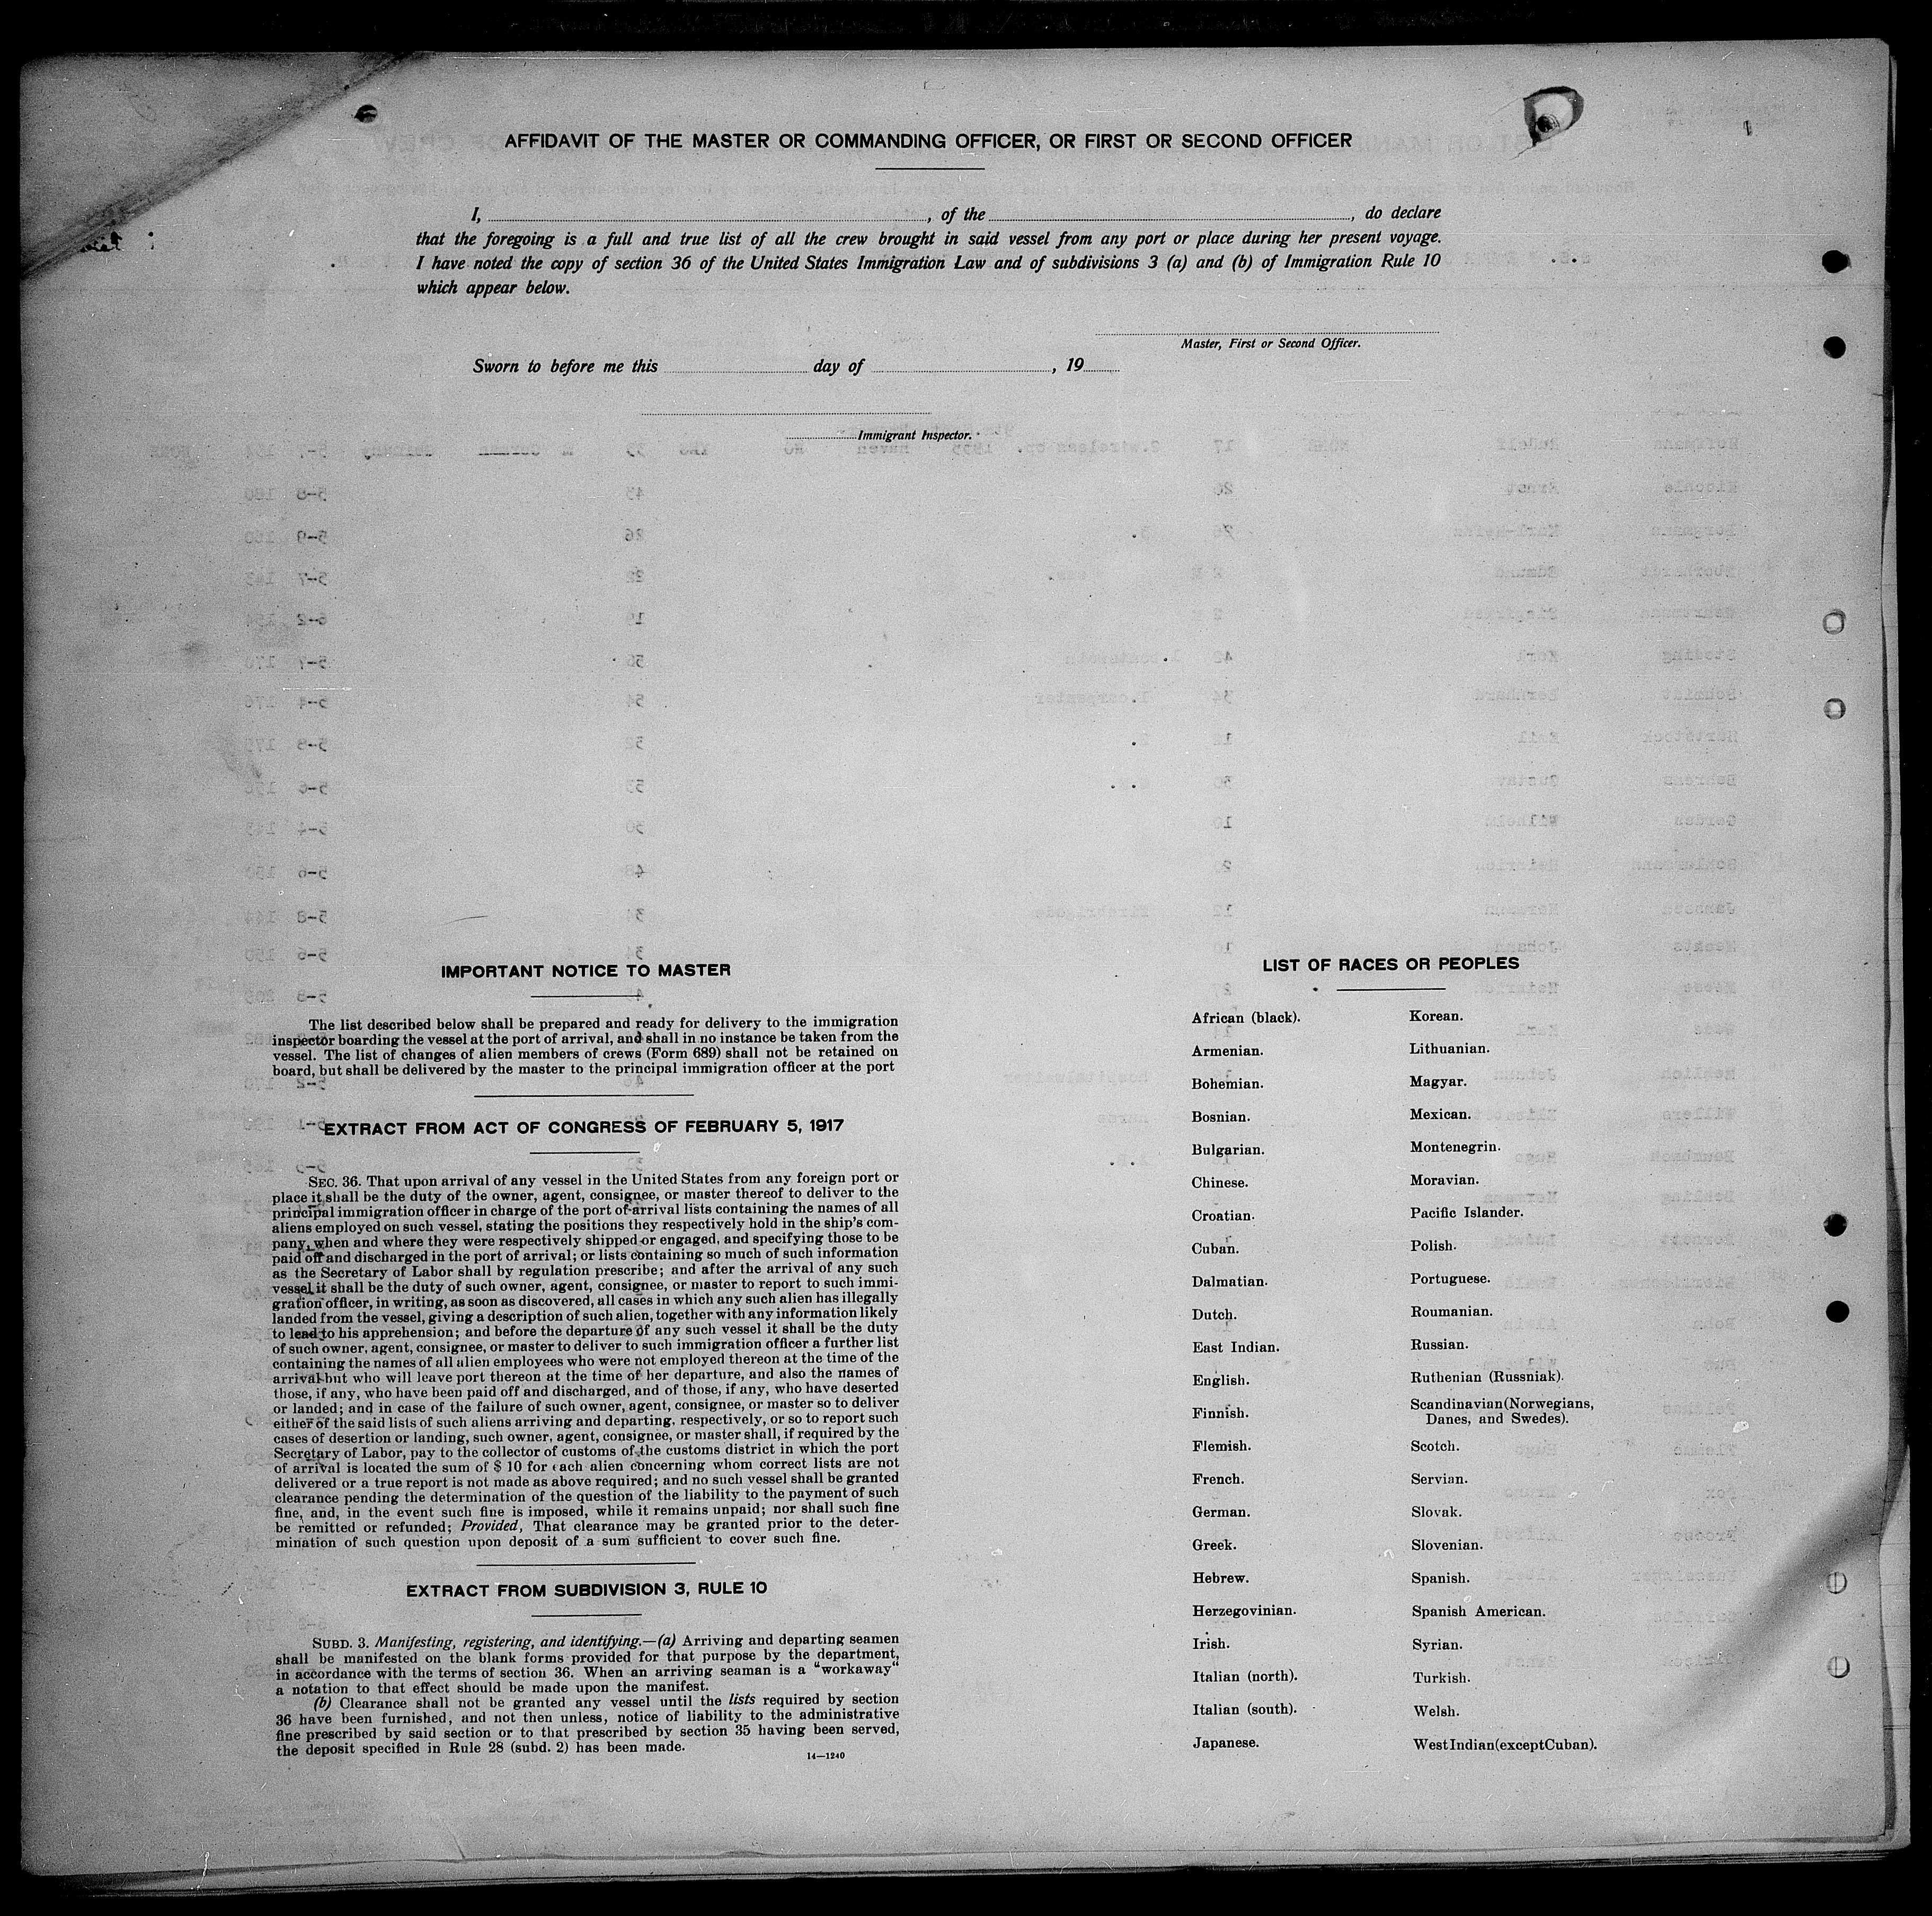 AFFIDAVIT OF THE MASTER OR COMMANDING OFFICER, OR FIRST OR SECOND OFFICER
I, , of the , do declare
that the foregoing is a full and true list of all the crew brought in said vessel from any port or place during her present voyage.
I have noted the copy of section 36 of the United States Immigration Law and of subdivisions 3 (a) and (b) of Immigration Rule 10
which appear below.
Master, First or Second Officer.
Sworn to before me this day of , 19
Immigrant Inspector.
IMPORTANT NOTICE TO MASTER
The list described below shall be prepared and ready for delivery to the immigration
inspector boarding the vessel at the port of arrival, and shall in no instance be taken from the
vessel. The list of changes of alien members of crews (Form 689) shall not be retained on
board, but shall be delivered by the master to the principal immigration officer at the port
EXTRACT FROM ACT OF CONGRESS OF FEBRUARY 5, 1917
SEC. 36. That upon arrival of any vessel in the United States from any foreign port or
place it shall be the duty of the owner, agent, consignee, or master thereof to deliver to the
principal immigration officer in charge of the port of arrival lists containing the names of all
aliens employed on such vessel, stating the positions they respectively hold in the ship's com-
pany, when and where they were respectively shipped or engaged, and specifying those to be
paid off and discharged in the port of arrival; or lists containing so much of such information
as the Secretary of Labor shall by regulation prescribe; and after the arrival of any such
vessel it shall be the duty of such owner, agent, consignee, or master to report to such immi-
gration officer, in writing, as soon as discovered, all cases in which any such alien has illegally
landed from the vessel, giving a description of such alien, together with any information likely
to lead to his apprehension; and before the departure of any such vessel it shall be the duty
of such owner, agent, consignee, or master to deliver to such immigration officer a further list
containing the names of all alien employees who were not employed thereon at the time of the
arrival but who will leave port thereon at the time of her departure, and also the names of
those, if any, who have been paid off and discharged, and of those, if any, who have deserted
or landed; and in case of the failure of such owner, agent, consignee, or master so to deliver
either of the said lists of such aliens arriving and departing, respectively, or so to report such
cases of desertion or landing, such owner, agent, consignee, or master shall, if required by the
Secretary of Labor, pay to the collector of customs of the customs district in which the port
of arrival is located the sum of $ 10 for each alien concerning whom correct lists are not
delivered or a true report is not made as above required; and no such vessel shall be granted
clearance pending the determination of the question of the liability to the payment of such
fine, and, in the event such fine is imposed, while it remains unpaid; nor shall such fine
be remitted or refunded; Provided, That clearance may be granted prior to the deter-
mination of such question upon deposit of a sum sufficient to cover such fine.
EXTRACT FROM SUBDIVISION 3, RULE 10
SUBD. 3. Manifesting, registering, and identifying.—(a) Arriving and departing seamen
shall be manifested on the blank forms provided for that purpose by the department,
in accordance with the terms of section 36. When an arriving seaman is a "workaway"
a notation to that effect should be made upon the manifest.
(b) Clearance shall not be granted any vessel until the lists required by section
36 have been furnished, and not then unless, notice of liability to the administrative
fine prescribed by said section or to that prescribed by section 35 having been served,
the deposit specified in Rule 28 (subd. 2) has been made.
14—1240
LIST OF RACES OR PEOPLES
African (black).
Armenian.
Bohemian.
Bosnian.
Bulgarian.
Chinese.
Croatian.
Cuban.
Dalmatian.
Dutch.
East Indian.
English.
Finnish.
Flemish.
French.
German.
Greek.
Hebrew.
Herzegovinian.
Irish.
Italian (north).
Italian (south).
Japanese.
Korean.
Lithuanian.
Magyar.
Mexican.
Montenegrin.
Moravian.
Pacific Islander.
Polish.
Portuguese.
Roumanian.
Russian.
Ruthenian (Russniak).
Scandinavian(Norwegians,
Danes, and Swedes).
Scotch.
Servian.
Slovak.
Slovenian.
Spanish.
Spanish American.
Syrian.
Turkish.
Welsh.
WestIndian(exceptCuban).